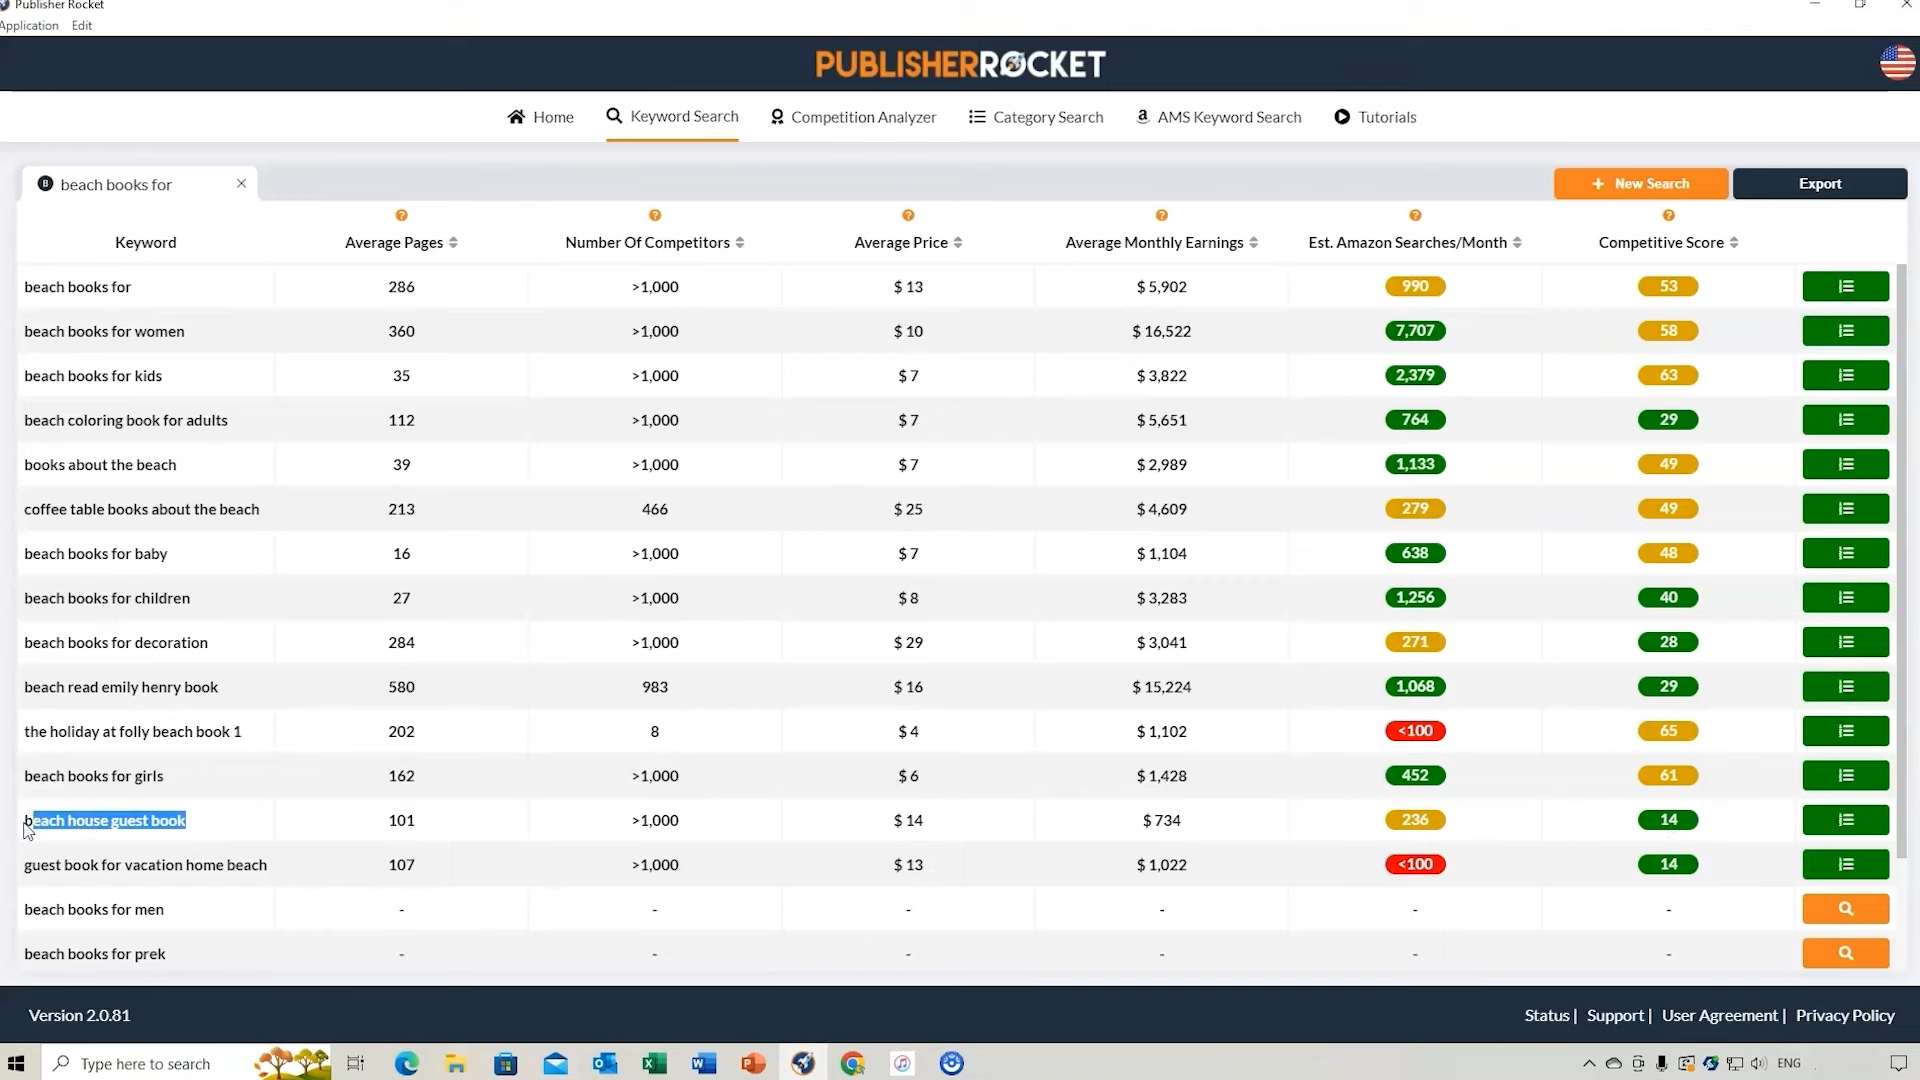 Publisher Rocket
Application Edit
PUBLISHERROCKET
Home Keyword Search Competition Analyzer Category Search AMS Keyword Search Tutorials
B beach books for New Search Export
Keyword Average Pages Number Of Competitors Average Price Average Monthly Earnings Est. Amazon Searches/Month Competitive Score
beach books for 286 >1,000 $ 13 $ 5,902 990 53
beach books for women 360 >1,000 $ 10 $ 16,522 7,707 58
beach books for kids 35 >1,000 $ 7 $ 3,822 2,379 63
beach coloring book for adults 112 >1,000 $ 7 $ 5,651 764 29
books about the beach 39 >1,000 $ 7 $ 2,989 1,133 49
coffee table books about the beach 213 466 $ 25 $ 4,609 279 49
beach books for baby 16 >1,000 $ 7 $ 1,104 638 48
beach books for children 27 >1,000 $ 8 $ 3,283 1,256 40
beach books for decoration 284 >1,000 $ 29 $ 3,041 271 28
beach read emily henry book 580 983 $ 16 $ 15,224 1,068 29
the holiday at folly beach book 1 202 8 $ 4 $ 1,102 <100 65
beach books for girls 162 >1,000 $ 6 $ 1,428 452 61
beach house guest book 101 >1,000 $ 14 $ 734 236 14
guest book for vacation home beach 107 >1,000 $ 13 $ 1,022 <100 14
beach books for men - - - - - -
beach books for prek - - - - - -
Version 2.0.81 Status | Support | User Agreement | Privacy Policy
Type here to search ENG